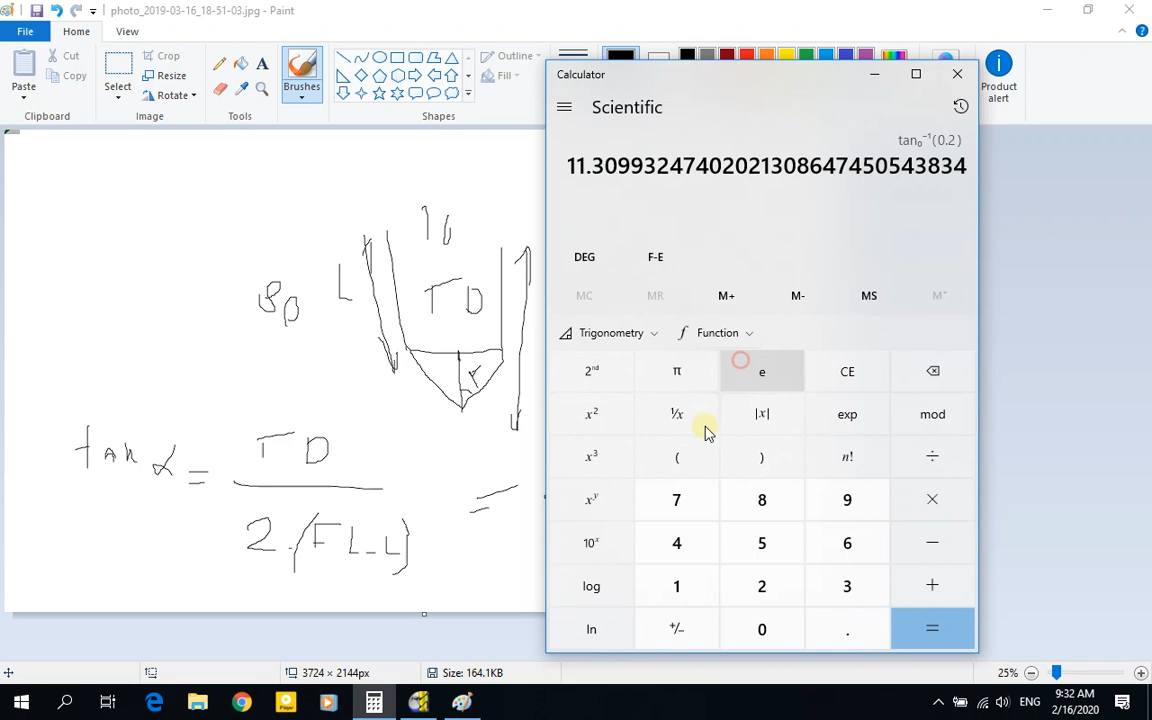 photo_2019-03-16_18-51-03.jpg - Paint
File
Home
View
Paste
Cut
Copy
Clipboard
Select
Crop
Resize
Rotate
Image
A
Tools
Brushes
Outline
Fill
Shapes
Product
alert
Calculator
Scientific
tan₀⁻¹(0.2)
11.309932474020213086474505438​34
DEG
F-E
MC MR M+ M- MS M˅
Trigonometry
f Function
2ⁿᵈ π e CE
x² ¹/x |x| exp mod
x³ ( ) n! ÷
xʸ 7 8 9 ×
10ˣ 4 5 6 −
log 1 2 3 +
ln +/− 0 . =
L
TD
tan α = TD
2.(FL-L)
=
3724 × 2144px
Size: 164.1KB
25%
ENG
9:32 AM
2/16/2020